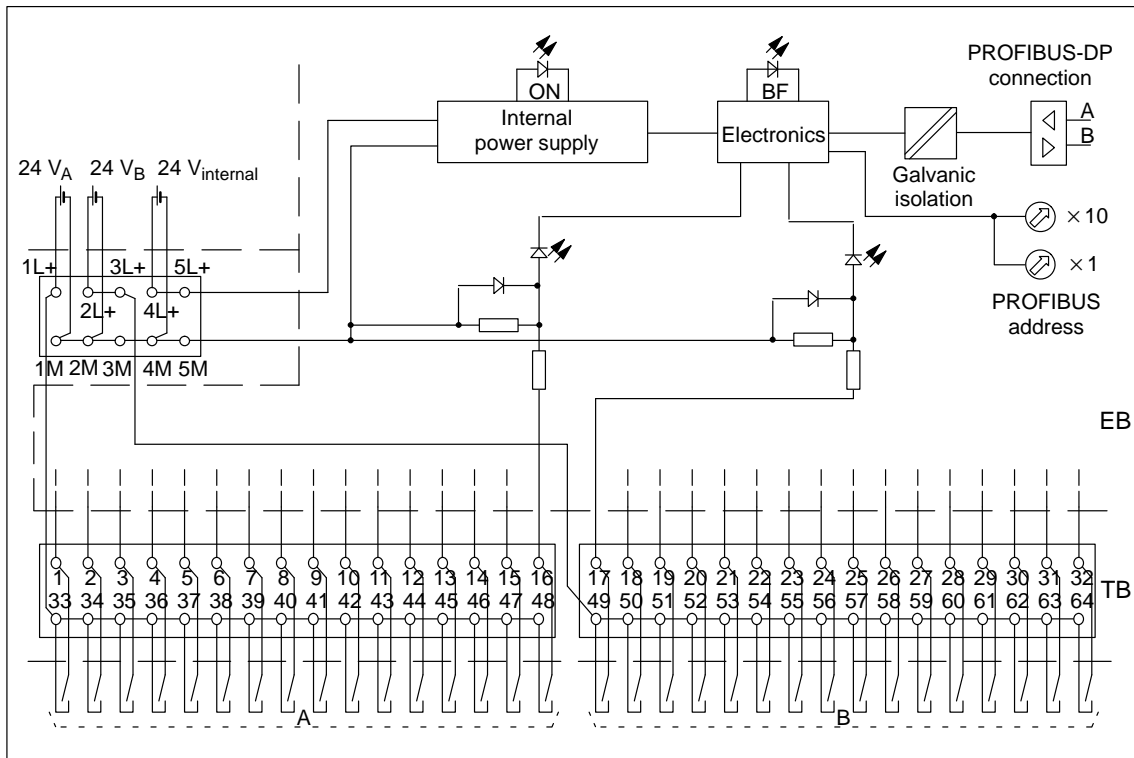 PROFIBUS-DP
connection
ON
BF
A
Internal
power supply
Electronics
B
24 VA 24 VB 24 Vinternal
Galvanic
isolation
×10
1L+ 3L+ 5L+
×1
2L+ 4L+
PROFIBUS
address
1M 2M 3M 4M 5M
EB
1 2 3 4 5 6 7 8 9 10 11 12 13 14 15 16 17 18 19 20 21 22 23 24 25 26 27 28 29 30 31 32
33 34 35 36 37 38 39 40 41 42 43 44 45 46 47 48 49 50 51 52 53 54 55 56 57 58 59 60 61 62 63 64
TB
A B